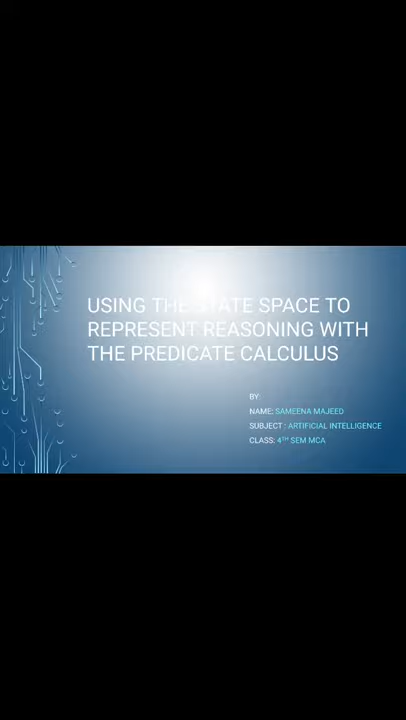 USING THE STATE SPACE TO
REPRESENT REASONING WITH
THE PREDICATE CALCULUS
BY:
NAME: SAMEENA MAJEED
SUBJECT : ARTIFICIAL INTELLIGENCE
CLASS: 4TH SEM MCA